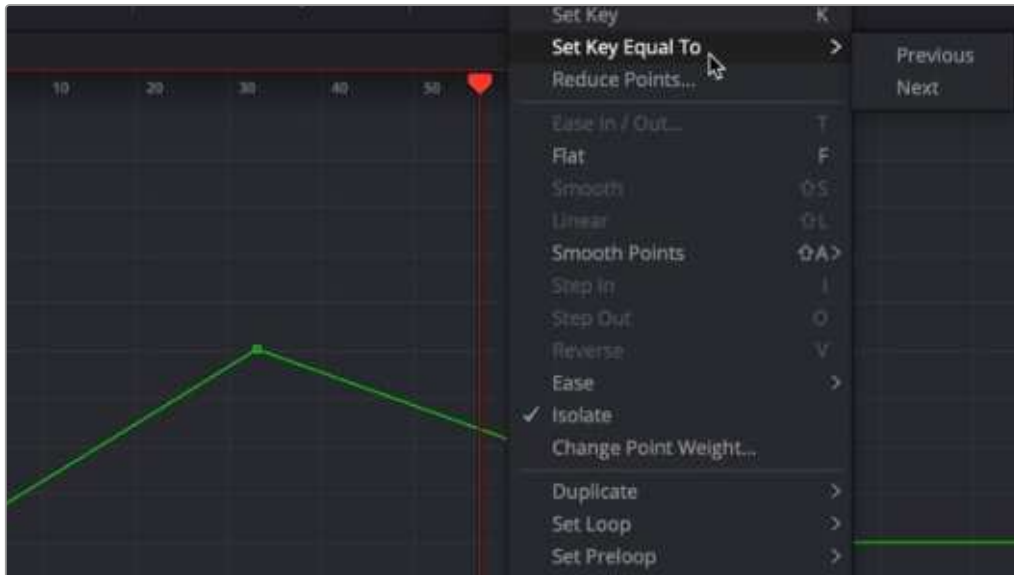 Set Key K
Set Key Equal To >
Previous
Reduce Points...
Next
10 20 30 40 50
Ease In / Out... T
Flat F
Smooth ⇧S
Linear ⇧L
Smooth Points ⇧A>
Step In I
Step Out O
Reverse V
Ease >
✓ Isolate
Change Point Weight...
Duplicate >
Set Loop >
Set Preloop >